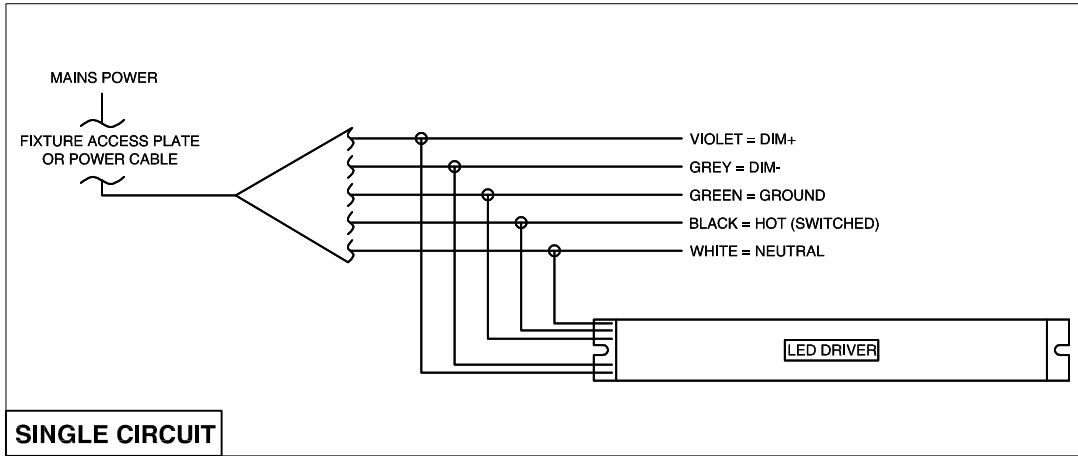 MAINS POWER
FIXTURE ACCESS PLATE
OR POWER CABLE
VIOLET = DIM+
GREY = DIM-
GREEN = GROUND
BLACK = HOT (SWITCHED)
WHITE = NEUTRAL
LED DRIVER
SINGLE CIRCUIT